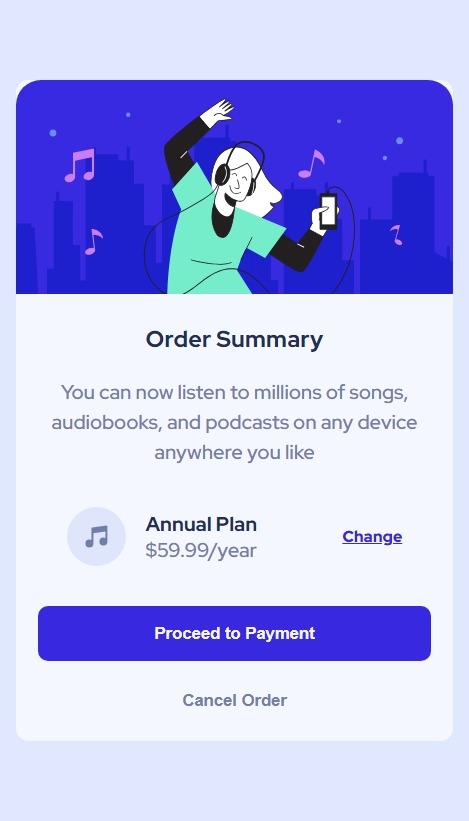 Order Summary
You can now listen to millions of songs,
audiobooks, and podcasts on any device
anywhere you like
Annual Plan
$59.99/year
Change
Proceed to Payment
Cancel Order